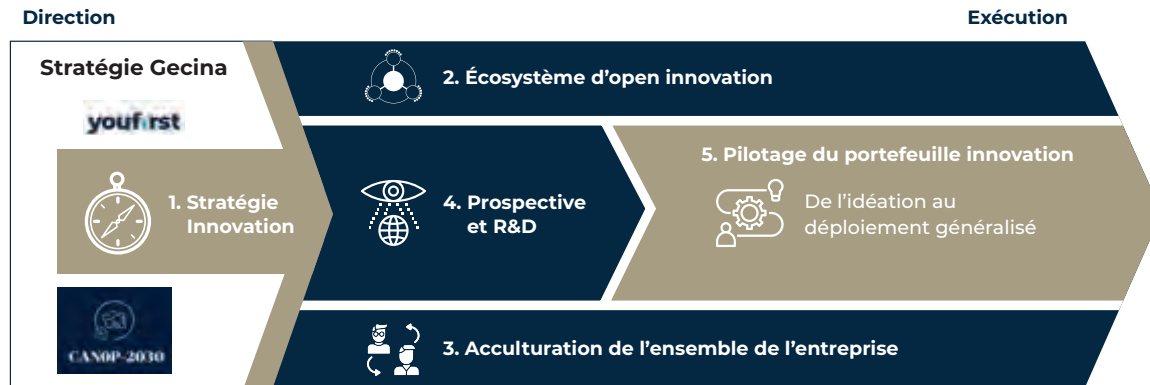 Direction
Exécution
Stratégie Gecina
youfirst
1. Stratégie
Innovation
CANOP-2030
2. Écosystème d’open innovation
4. Prospective
et R&D
5. Pilotage du portefeuille innovation
De l’idéation au
déploiement généralisé
3. Acculturation de l’ensemble de l’entreprise